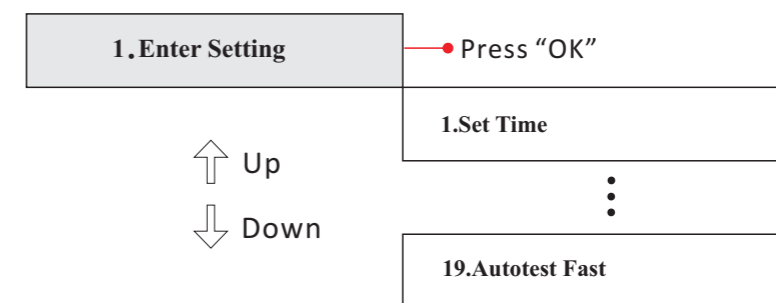 1.Enter Setting
Press “OK”
1.Set Time
Up
Down
19.Autotest Fast